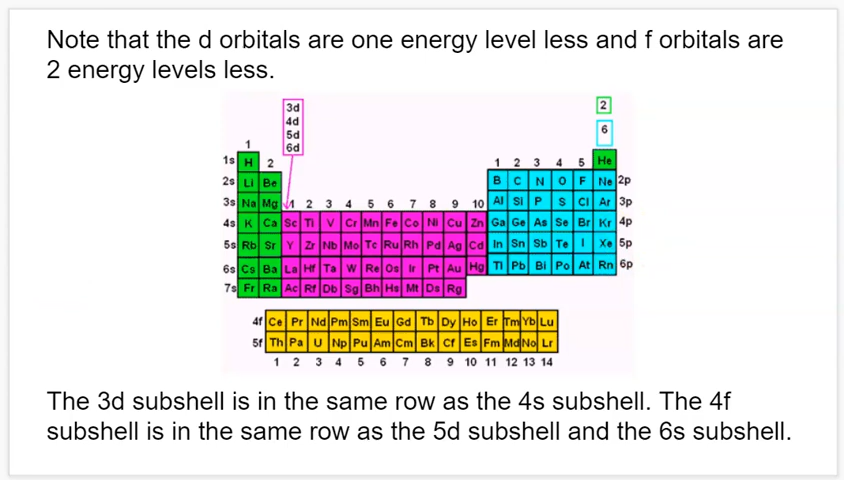 Note that the d orbitals are one energy level less and f orbitals are
2 energy levels less.
3d
4d
5d
6d
2
6
1
1s H 2 1 2 3 4 5 He
2s Li Be B C N O F Ne 2p
3s Na Mg 1 2 3 4 5 6 7 8 9 10 Al Si P S Cl Ar 3p
4s K Ca Sc Ti V Cr Mn Fe Co Ni Cu Zn Ga Ge As Se Br Kr 4p
5s Rb Sr Y Zr Nb Mo Tc Ru Rh Pd Ag Cd In Sn Sb Te I Xe 5p
6s Cs Ba La Hf Ta W Re Os Ir Pt Au Hg Tl Pb Bi Po At Rn 6p
7s Fr Ra Ac Rf Db Sg Bh Hs Mt Ds Rg
4f Ce Pr Nd Pm Sm Eu Gd Tb Dy Ho Er Tm Yb Lu
5f Th Pa U Np Pu Am Cm Bk Cf Es Fm Md No Lr
1 2 3 4 5 6 7 8 9 10 11 12 13 14
The 3d subshell is in the same row as the 4s subshell. The 4f
subshell is in the same row as the 5d subshell and the 6s subshell.